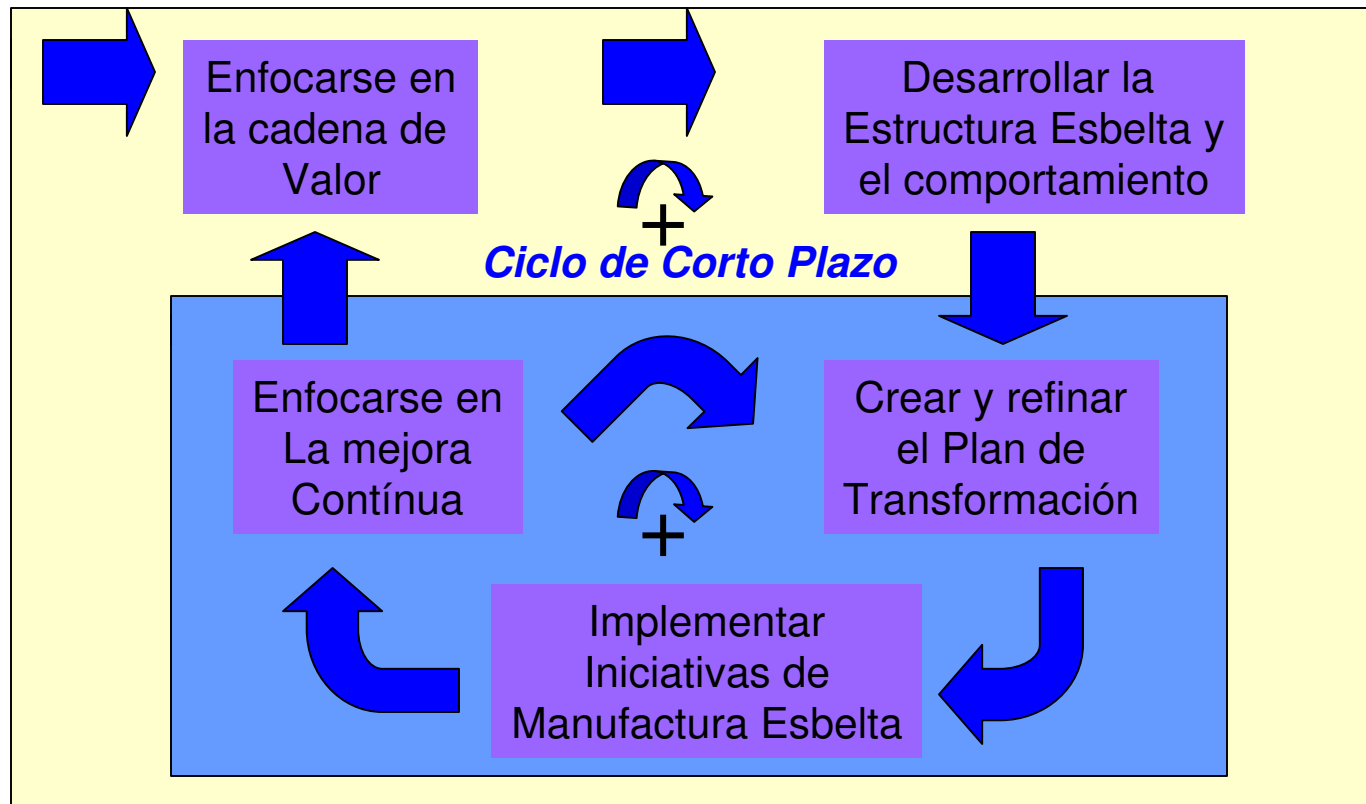 Enfocarse en
la cadena de
Valor
Desarrollar la
Estructura Esbelta y
el comportamiento
+
Ciclo de Corto Plazo
Enfocarse en
La mejora
Contínua
Crear y refinar
el Plan de
Transformación
+
Implementar
Iniciativas de
Manufactura Esbelta